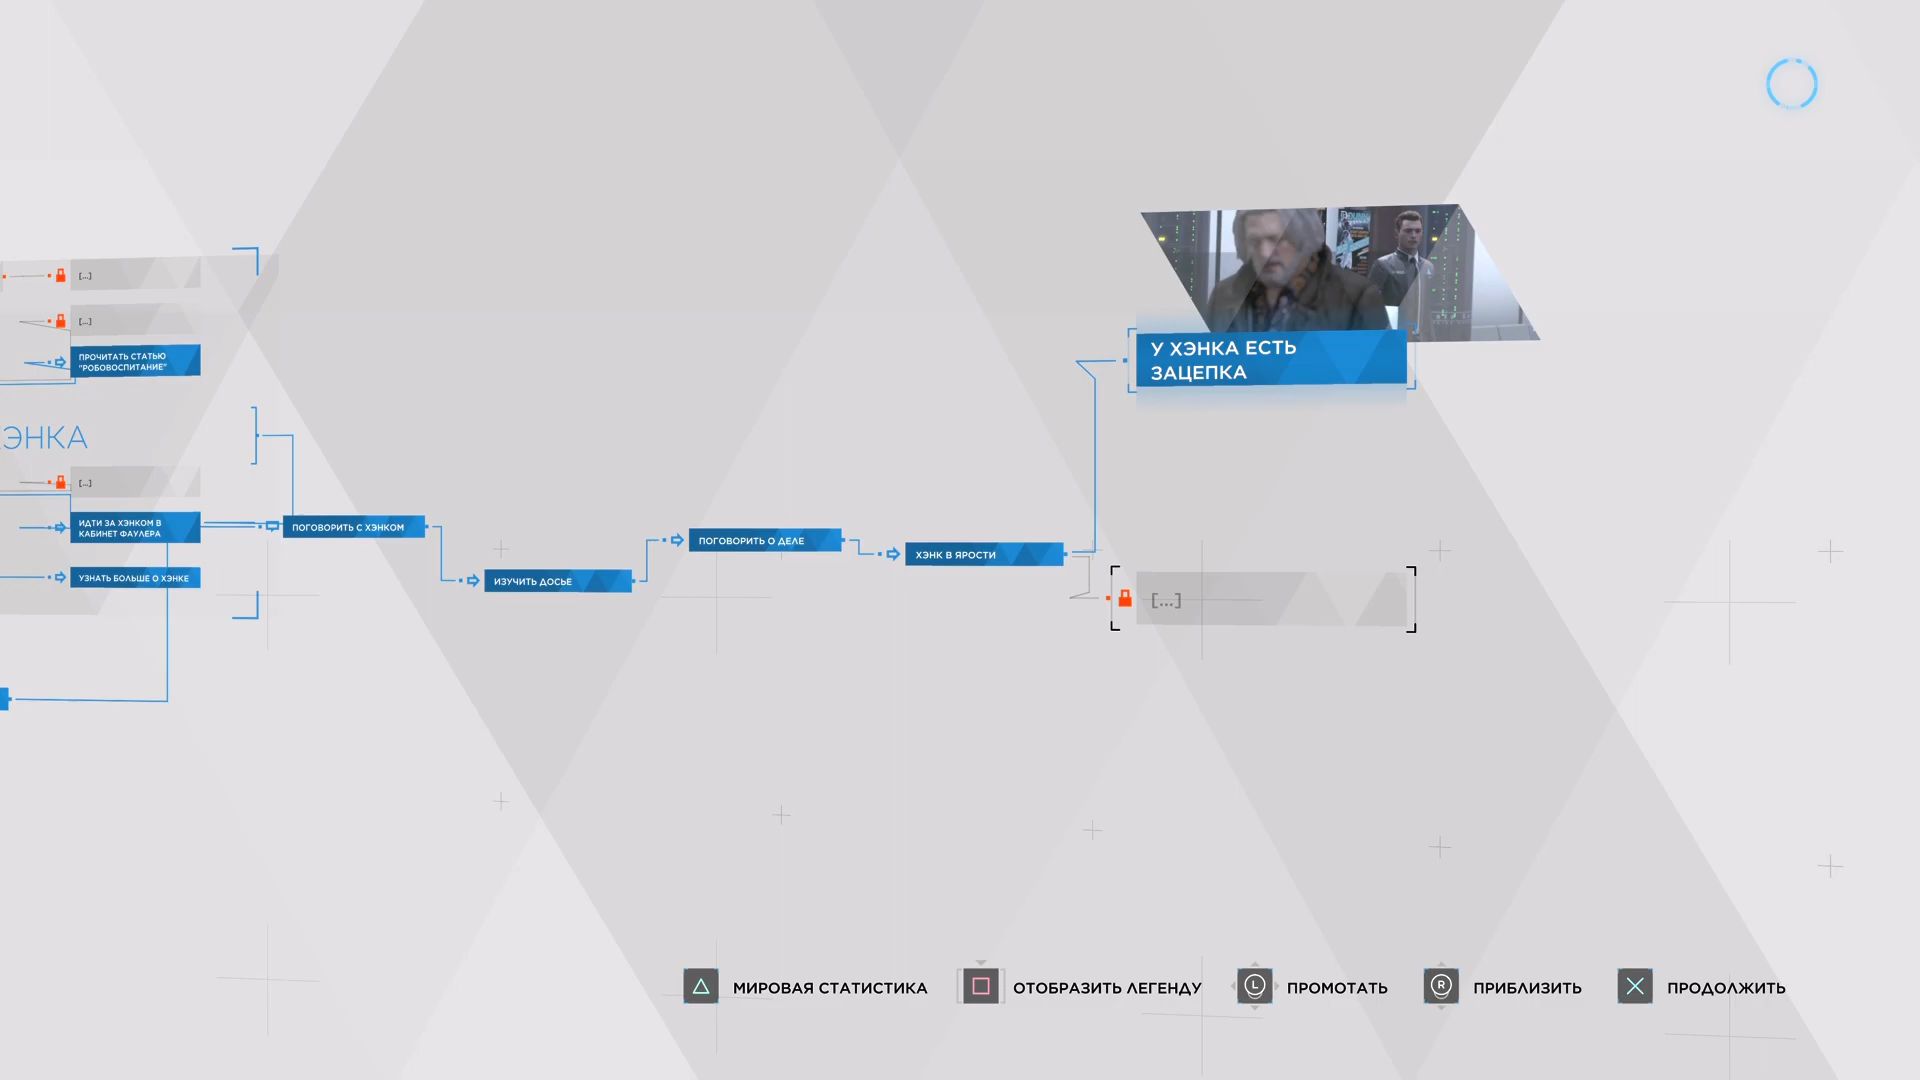 [...]
[...]
ПРОЧИТАТЬ СТАТЬЮ
"РОБОВОСПИТАНИЕ"
ХЭНКА
[...]
ИДТИ ЗА ХЭНКОМ В
КАБИНЕТ ФАУЛЕРА
УЗНАТЬ БОЛЬШЕ О ХЭНКЕ
ПОГОВОРИТЬ С ХЭНКОМ
ИЗУЧИТЬ ДОСЬЕ
ПОГОВОРИТЬ О ДЕЛЕ
ХЭНК В ЯРОСТИ
У ХЭНКА ЕСТЬ
ЗАЦЕПКА
[...]
МИРОВАЯ СТАТИСТИКА
ОТОБРАЗИТЬ ЛЕГЕНДУ
L
ПРОМОТАТЬ
R
ПРИБЛИЗИТЬ
ПРОДОЛЖИТЬ